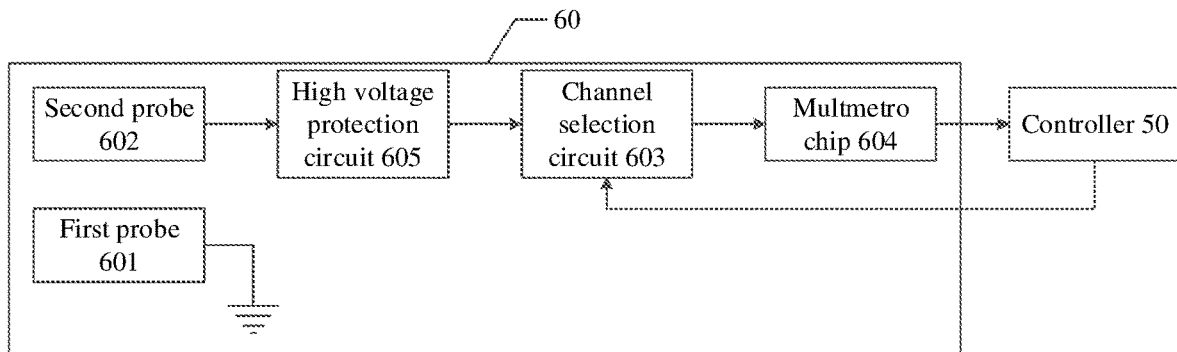 60
Second probe
602
High voltage
protection
circuit 605
Channel
selection
circuit 603
Multmetro
chip 604
Controller 50
First probe
601